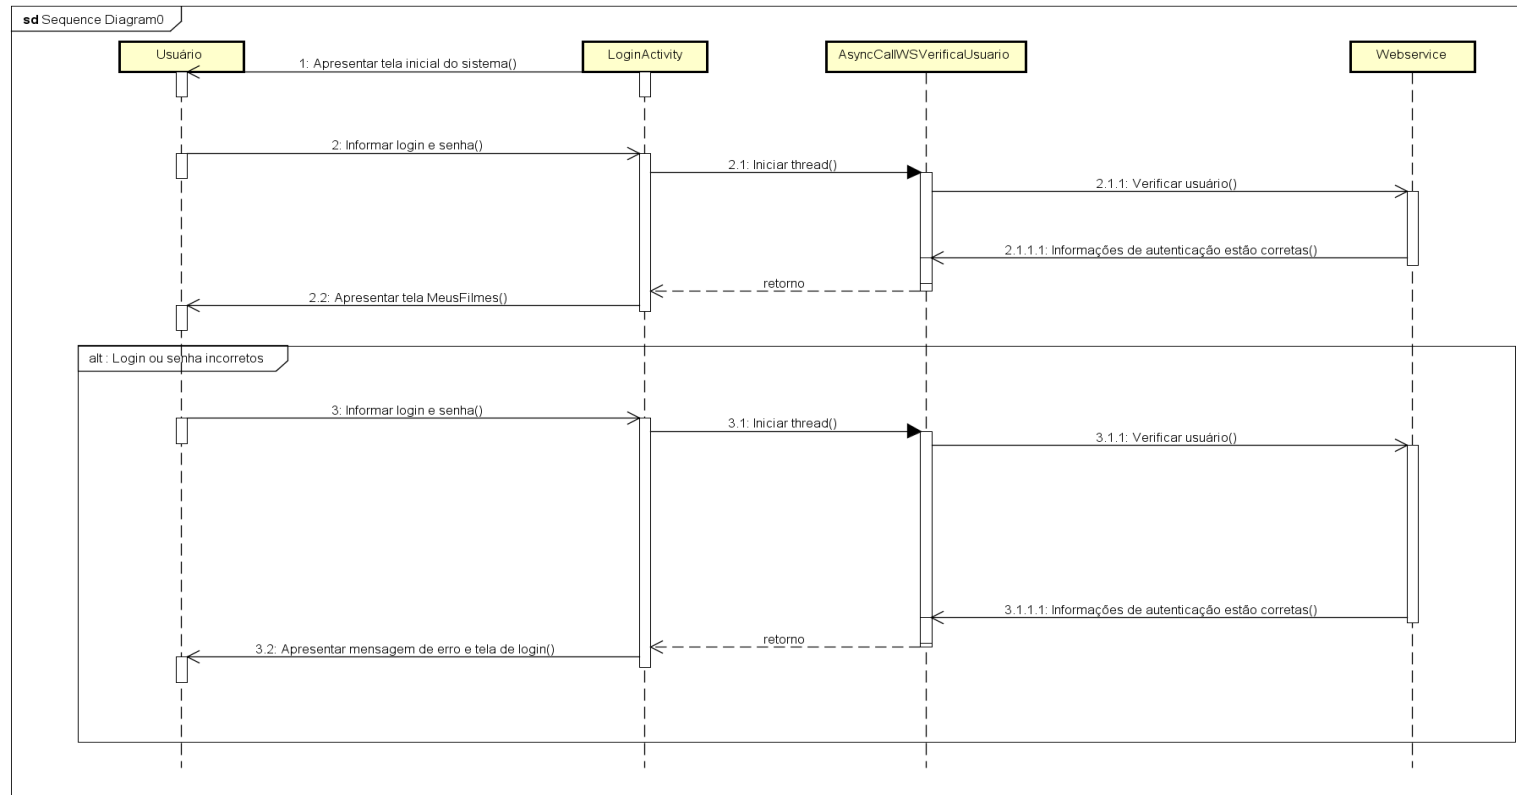 sd Sequence Diagram0
Usuário
LoginActivity
AsyncCallWSVerificaUsuario
Webservice
1: Apresentar tela inicial do sistema()
2: Informar login e senha()
2.1: Iniciar thread()
2.1.1: Verificar usuário()
2.1.1.1: Informações de autenticação estão corretas()
retorno
2.2: Apresentar tela MeusFilmes()
alt : Login ou senha incorretos
3: Informar login e senha()
3.1: Iniciar thread()
3.1.1: Verificar usuário()
3.1.1.1: Informações de autenticação estão corretas()
retorno
3.2: Apresentar mensagem de erro e tela de login()